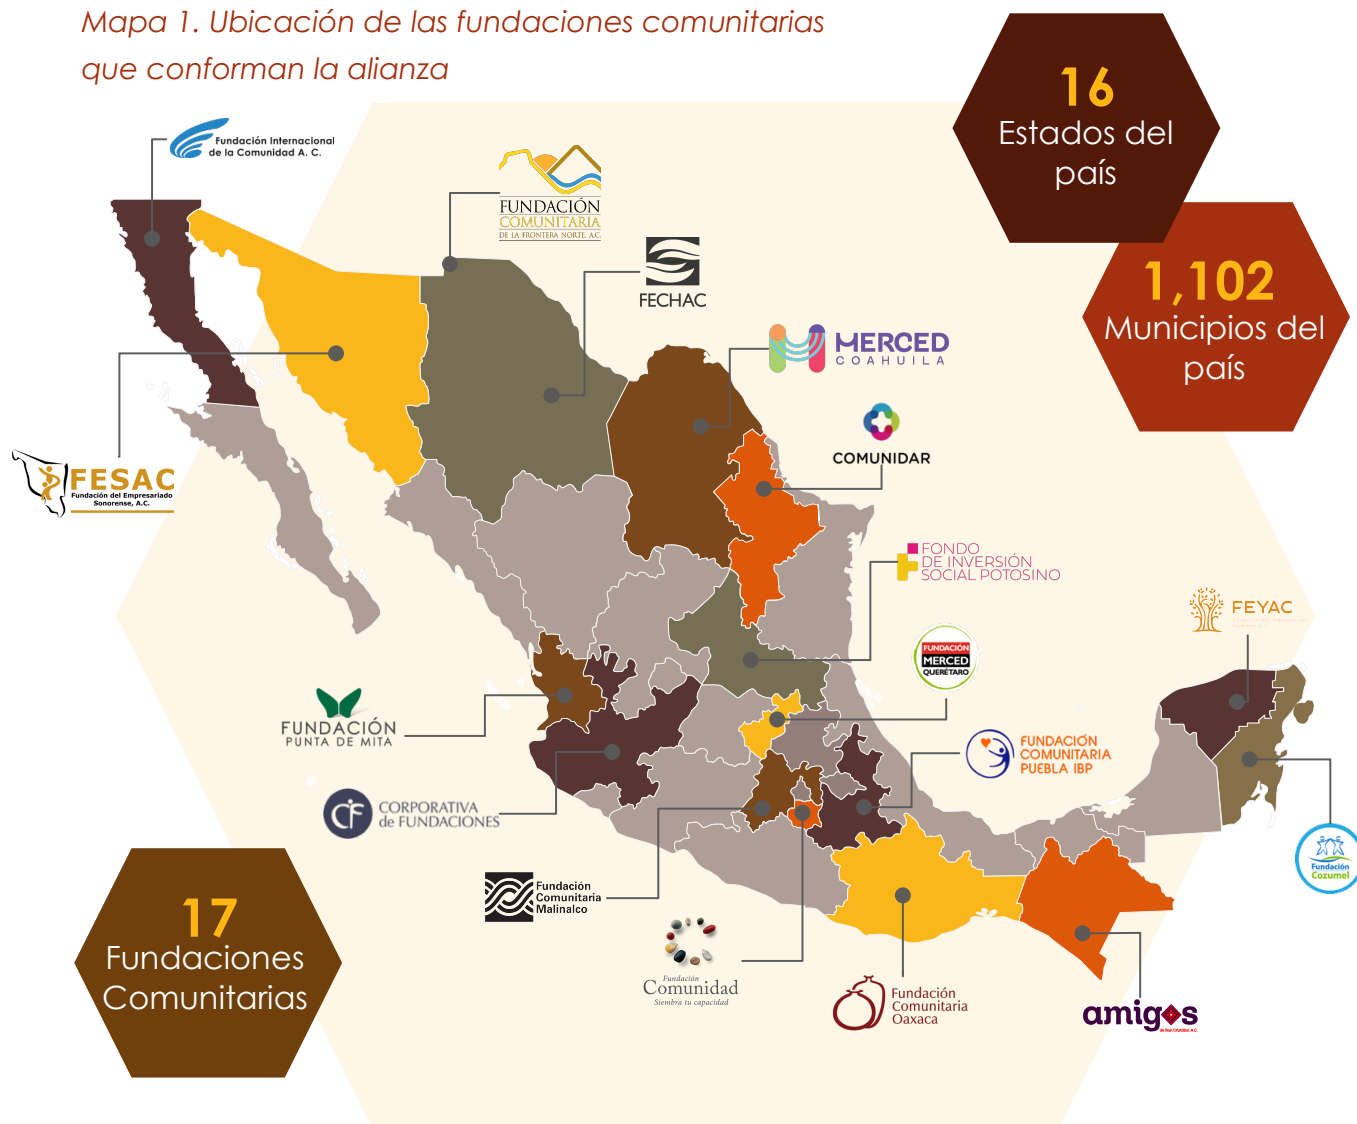 Mapa 1. Ubicación de las fundaciones comunitarias
que conforman la alianza
16
Estados del
país
1,102
Municipios del
país
Fundación Internacional
de la Comunidad A. C.
FUNDACIÓN
COMUNITARIA
DE LA FRONTERA NORTE, A.C.
FECHAC
MERCED
COAHUILA
COMUNIDAR
FESAC
Fundación del Empresariado
Sonorense, A.C.
FONDO
DE INVERSIÓN
SOCIAL POTOSINO
FEYAC
FUNDACIÓN
MERCED
QUERÉTARO
FUNDACIÓN
PUNTA DE MITA
FUNDACIÓN
COMUNITARIA
PUEBLA IBP
CF
CORPORATIVA
de FUNDACIONES
Fundación
Cozumel
Fundación
Comunitaria
Malinalco
17
Fundaciones
Comunitarias
Fundación
Comunidad
Siembra tu capacidad
Fundación
Comunitaria
Oaxaca
amigos
de San Cristóbal A.C.